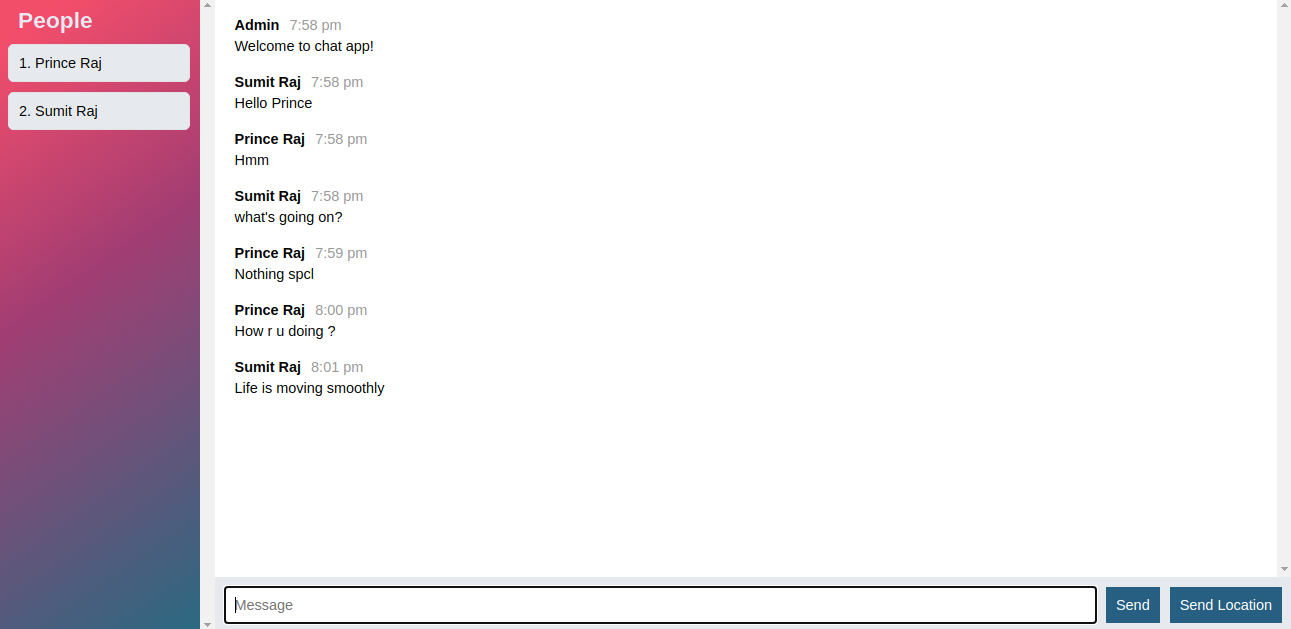 People
1. Prince Raj
2. Sumit Raj
Admin 7:58 pm
Welcome to chat app!
Sumit Raj 7:58 pm
Hello Prince
Prince Raj 7:58 pm
Hmm
Sumit Raj 7:58 pm
what's going on?
Prince Raj 7:59 pm
Nothing spcl
Prince Raj 8:00 pm
How r u doing ?
Sumit Raj 8:01 pm
Life is moving smoothly
Message
Send
Send Location